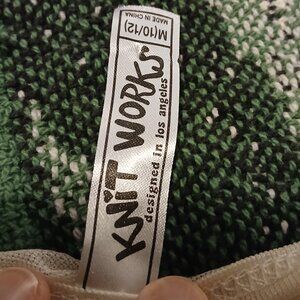 KNiT WORKS
designed in los angeles
M(10/12)
MADE IN CHINA